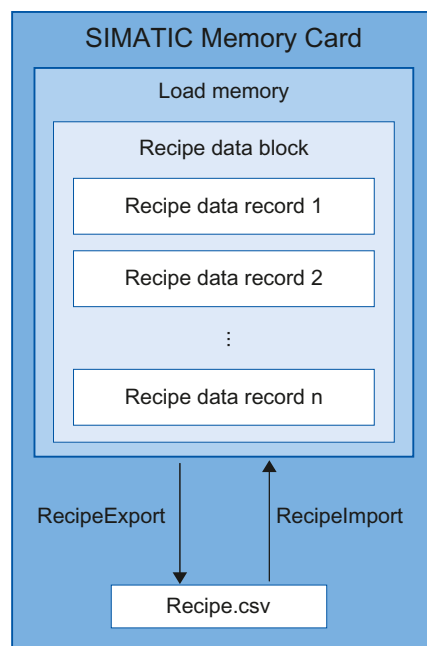 SIMATIC Memory Card
Load memory
Recipe data block
Recipe data record 1
Recipe data record 2
⋮
Recipe data record n
RecipeExport
RecipeImport
Recipe.csv